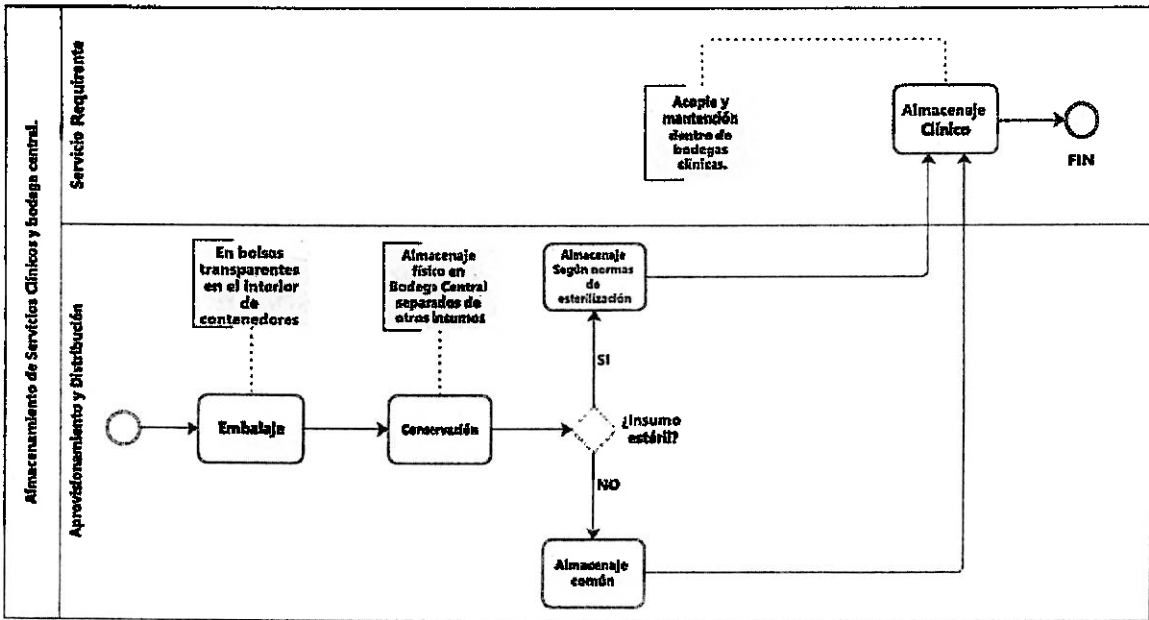 Almacenamiento de Servicios Clínicos y bodega central.
Servicio Requirente
Acopio y
mantención
dentro de
bodegas
clínicas.
Almacenaje
Clínico
FIN
Aprovisionamiento y Distribución
En bolsas
transparentes
en el interior
de
contenedores
Almacenaje
físico en
Bodega Central
separados de
otros insumos
Almacenaje
Según normas
de
esterilización
SI
Embalaje
Conservación
¿Insumo
estéril?
NO
Almacenaje
común